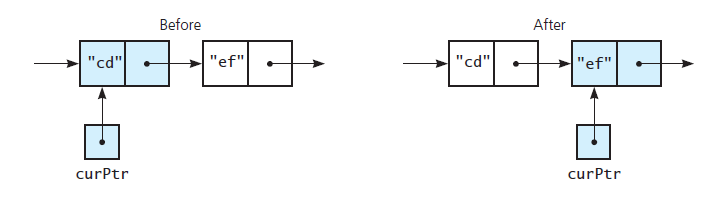 Before
After
"cd"
"ef"
"cd"
"ef"
curPtr
curPtr